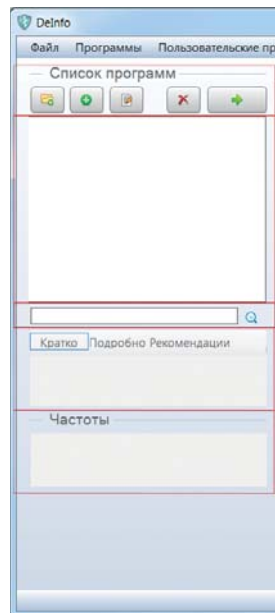 DeInfo
Файл Программы Пользовательские пр
Список программ
Кратко Подробно Рекомендации
Частоты